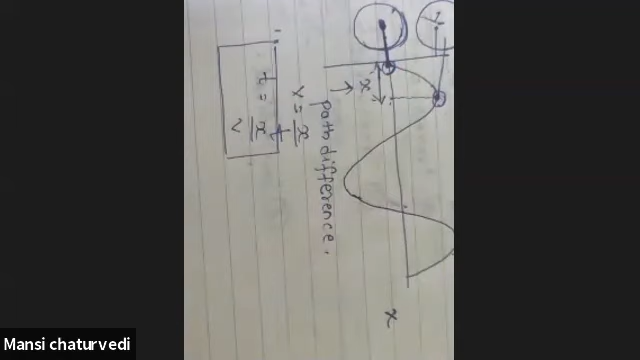 x
x
path difference.
v = x/t
∴ t = x/v
Mansi chaturvedi